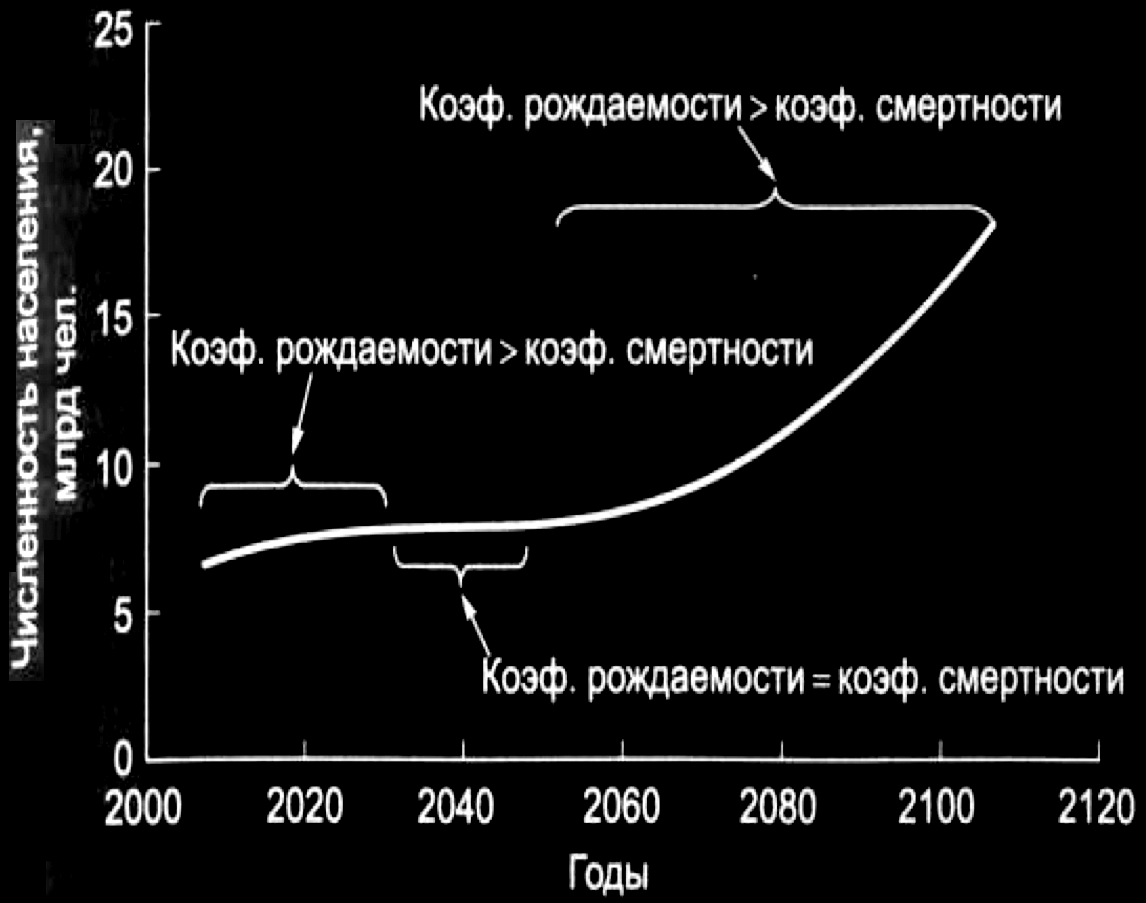 Численность населения,
млрд чел.
25
20
15
10
5
0
Коэф. рождаемости > коэф. смертности
Коэф. рождаемости > коэф. смертности
Коэф. рождаемости = коэф. смертности
2000 2020 2040 2060 2080 2100 2120
Годы